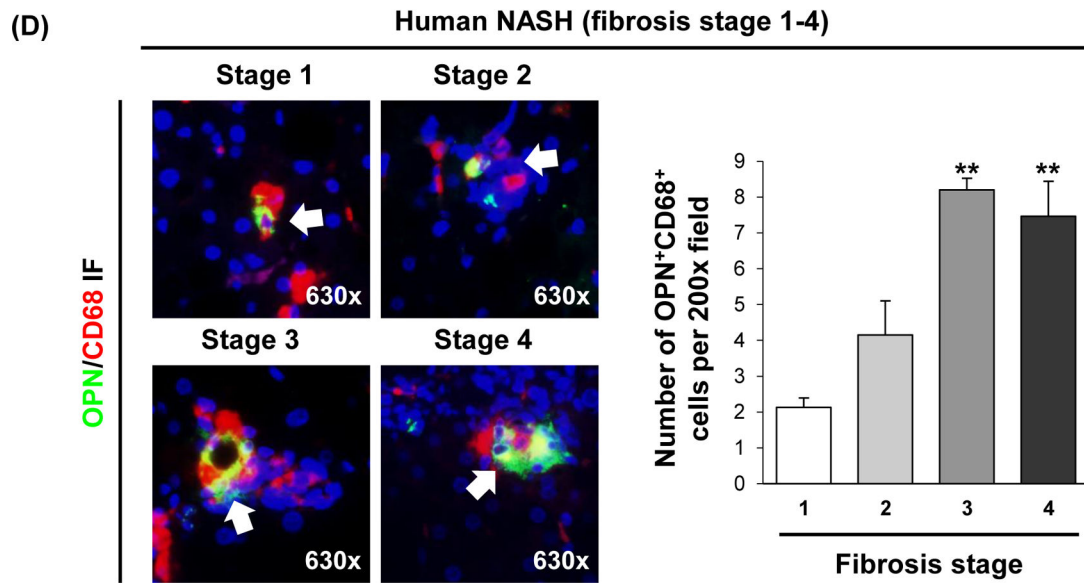 (D)
Human NASH (fibrosis stage 1-4)
Stage 1
Stage 2
OPN/CD68 IF
630x
630x
Stage 3
Stage 4
630x
630x
Number of OPN⁺CD68⁺
cells per 200x field
9
8
7
6
5
4
3
2
1
0
**
**
1
2
3
4
Fibrosis stage